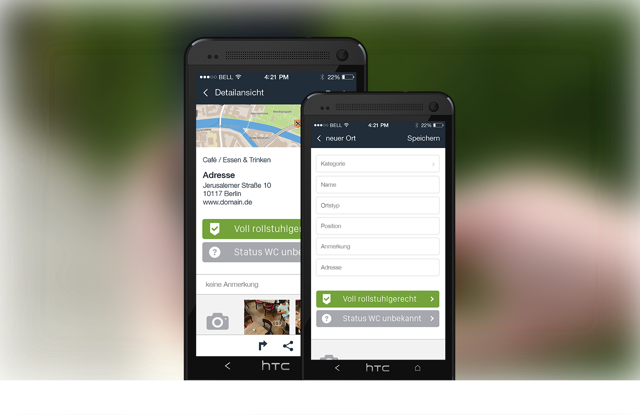 BELL 4:21 PM 22%
Detailansicht
Café / Essen & Trinken
Adresse
Jerusalemer Straße 10
10117 Berlin
www.domain.de
Voll rollstuhlger
Status WC unbe
keine Anmerkung
htc
BELL 4:21 PM 22%
neuer Ort Speichern
Kategorie
Name
Ortstyp
Position
Anmerkung
Adresse
Voll rollstuhlgerecht
Status WC unbekannt
htc